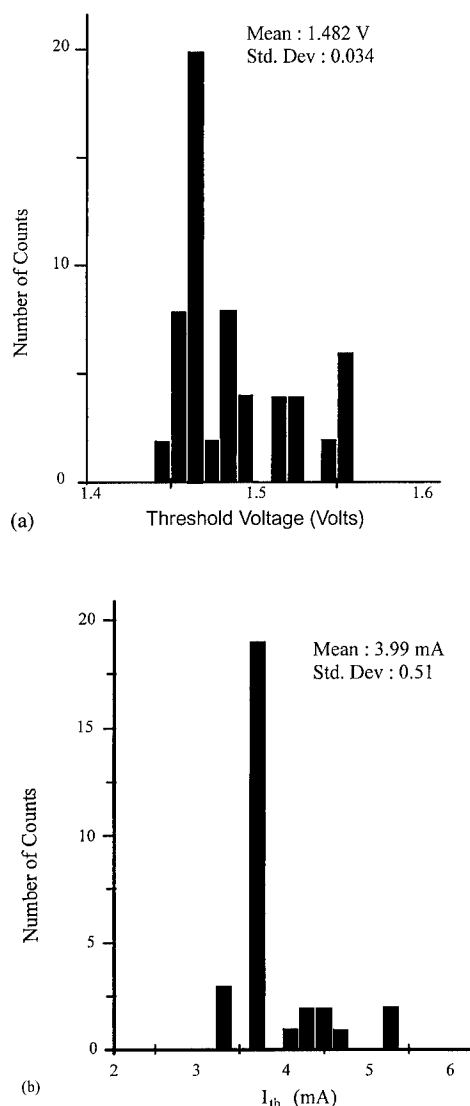 Mean : 1.482 V
Std. Dev : 0.034
20
10
0
Number of Counts
1.4 1.5 1.6
(a) Threshold Voltage (Volts)
Mean : 3.99 mA
Std. Dev : 0.51
20
15
10
5
0
Number of Counts
2 3 4 5 6
(b) I_th (mA)